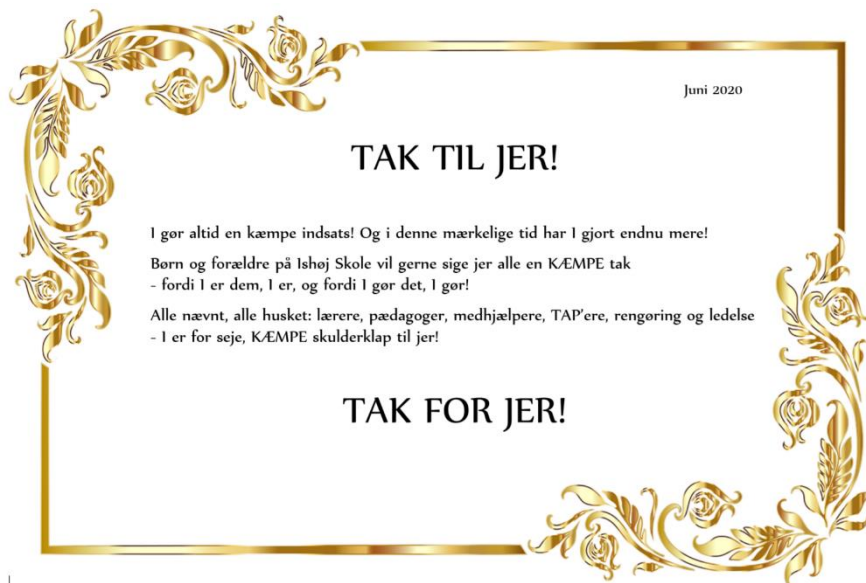 Juni 2020
TAK TIL JER!
I gør altid en kæmpe indsats! Og i denne mærkelige tid har I gjort endnu mere!
Børn og forældre på Ishøj Skole vil gerne sige jer alle en KÆMPE tak
- fordi I er dem, I er, og fordi I gør det, I gør!
Alle nævnt, alle husket: lærere, pædagoger, medhjælpere, TAP'ere, rengøring og ledelse
- I er for seje, KÆMPE skulderklap til jer!
TAK FOR JER!